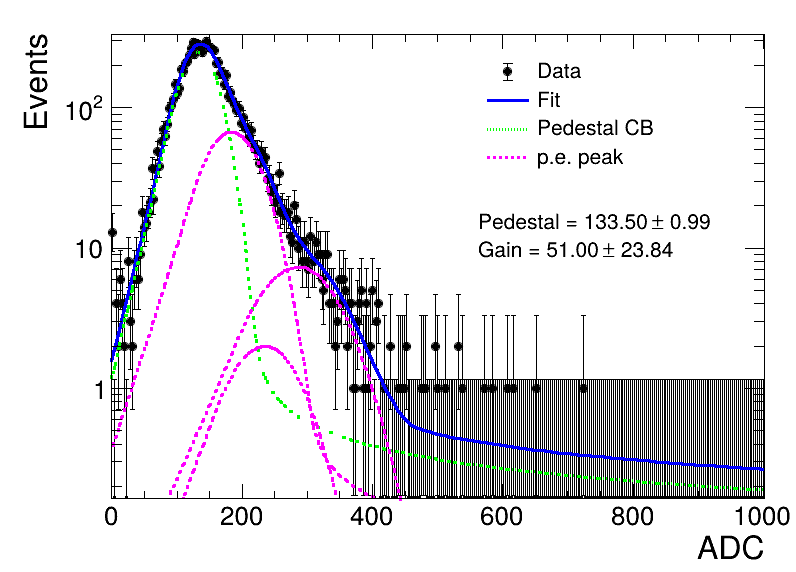 Events
Data
Fit
Pedestal CB
p.e. peak
Pedestal = 133.50 ± 0.99
Gain = 51.00 ± 23.84
10²
10
1
0 200 400 600 800 1000
ADC